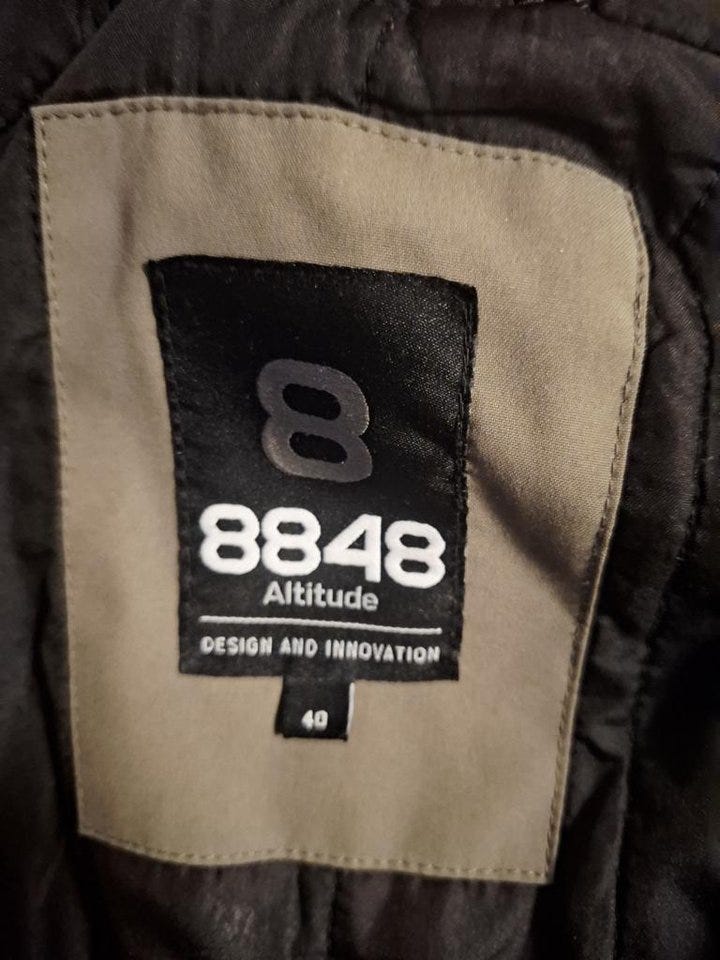 8
8848
Altitude
DESIGN AND INNOVATION
40